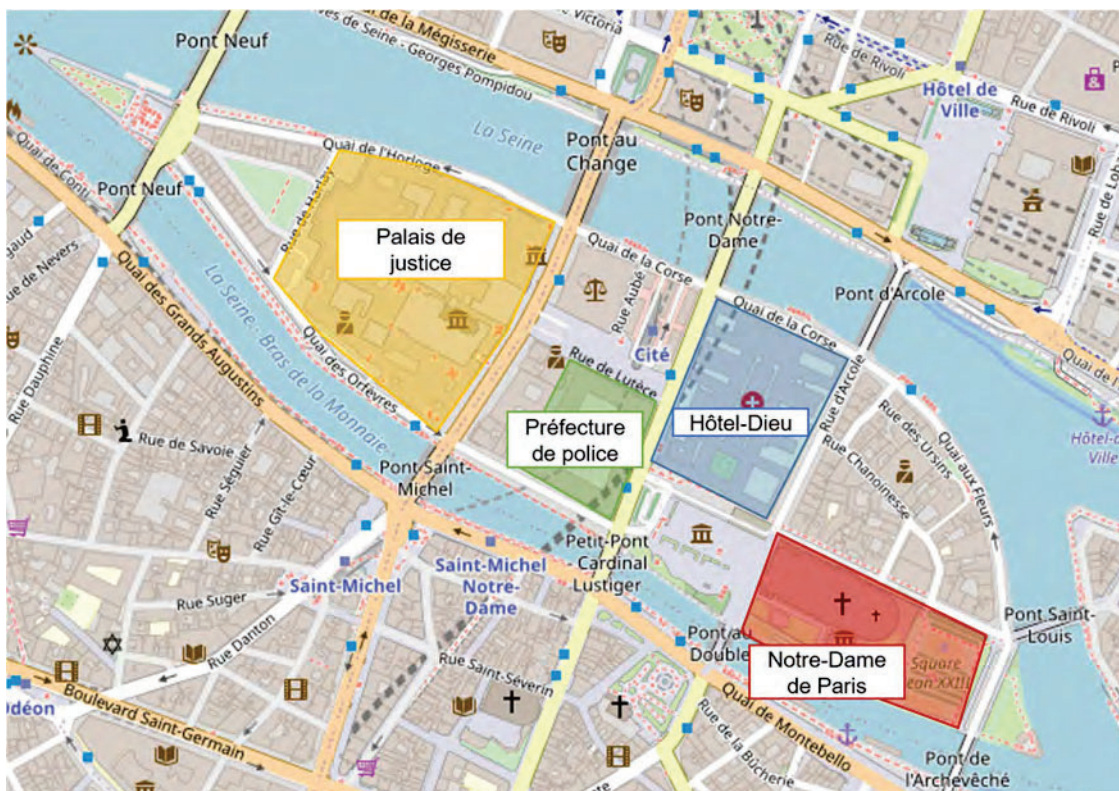 Pont Neuf
Quai de la Mégisserie
Victoria
Rue de Rivoli
Hôtel de
Ville
Rue de Rivoli
Georges Pompidou
La Seine
Pont au
Change
Quai de l'Horloge
Rue de Harlay
Pont Neuf
Palais de
justice
Pont Notre-
Dame
Quai de la Corse
Rue Aubé
Cité
Pont d'Arcole
Quai de la Corse
Quai de Conti
Rue de Nevers
Rue Dauphine
Quai des Grands Augustins
La Seine - Bras de la Monnaie
Quai des Orfèvres
Rue de Lutèce
Préfecture
de police
Hôtel-Dieu
Rue d'Arcole
Rue des Ursins
Rue Chanoinesse
Quai aux Fleurs
Hôtel-d
Ville
Rue de Savoie
Rue Séguier
Rue Gît-le-Cœur
Pont Saint-
Michel
Petit-Pont
Cardinal
Lustiger
Saint-Michel
Saint-Michel
Notre-
Dame
Rue Suger
Rue Danton
Rue Saint-Séverin
Pont au
Double
Notre-Dame
de Paris
Square
Pont Saint-
Louis
Odéon
Boulevard Saint-Germain
Quai de Montebello
Rue de la Bûcherie
Pont de
l'Archevêché